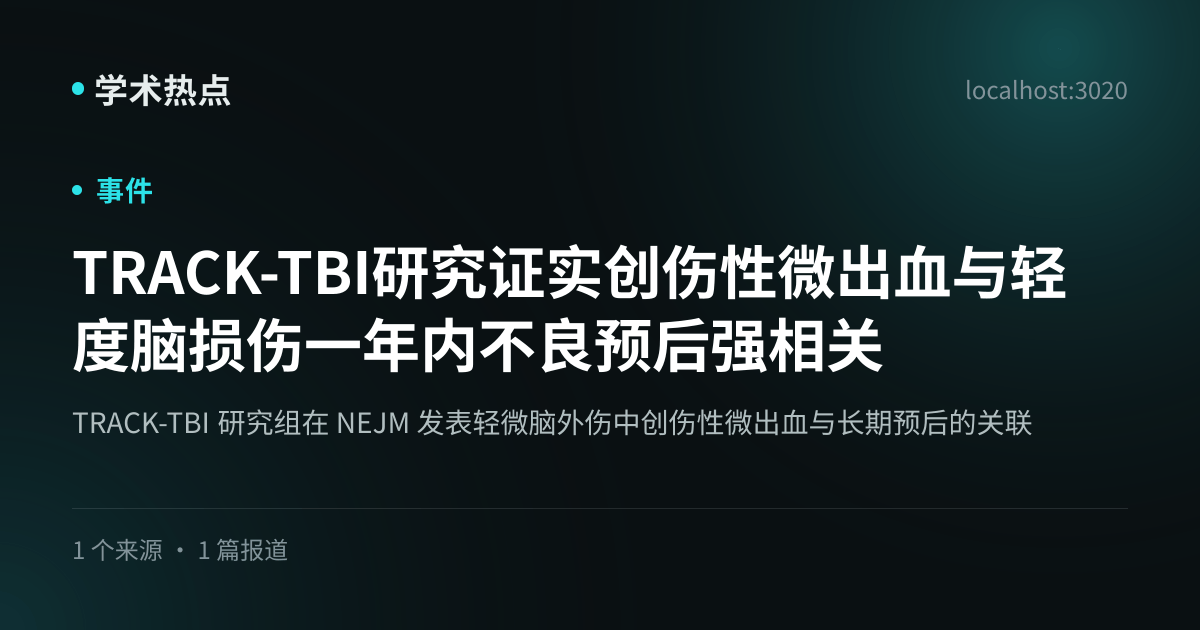 学术热点
localhost:3020
事件
TRACK-TBI研究证实创伤性微出血与轻
度脑损伤一年内不良预后强相关
TRACK-TBI 研究组在 NEJM 发表轻微脑外伤中创伤性微出血与长期预后的关联
1 个来源 · 1 篇报道